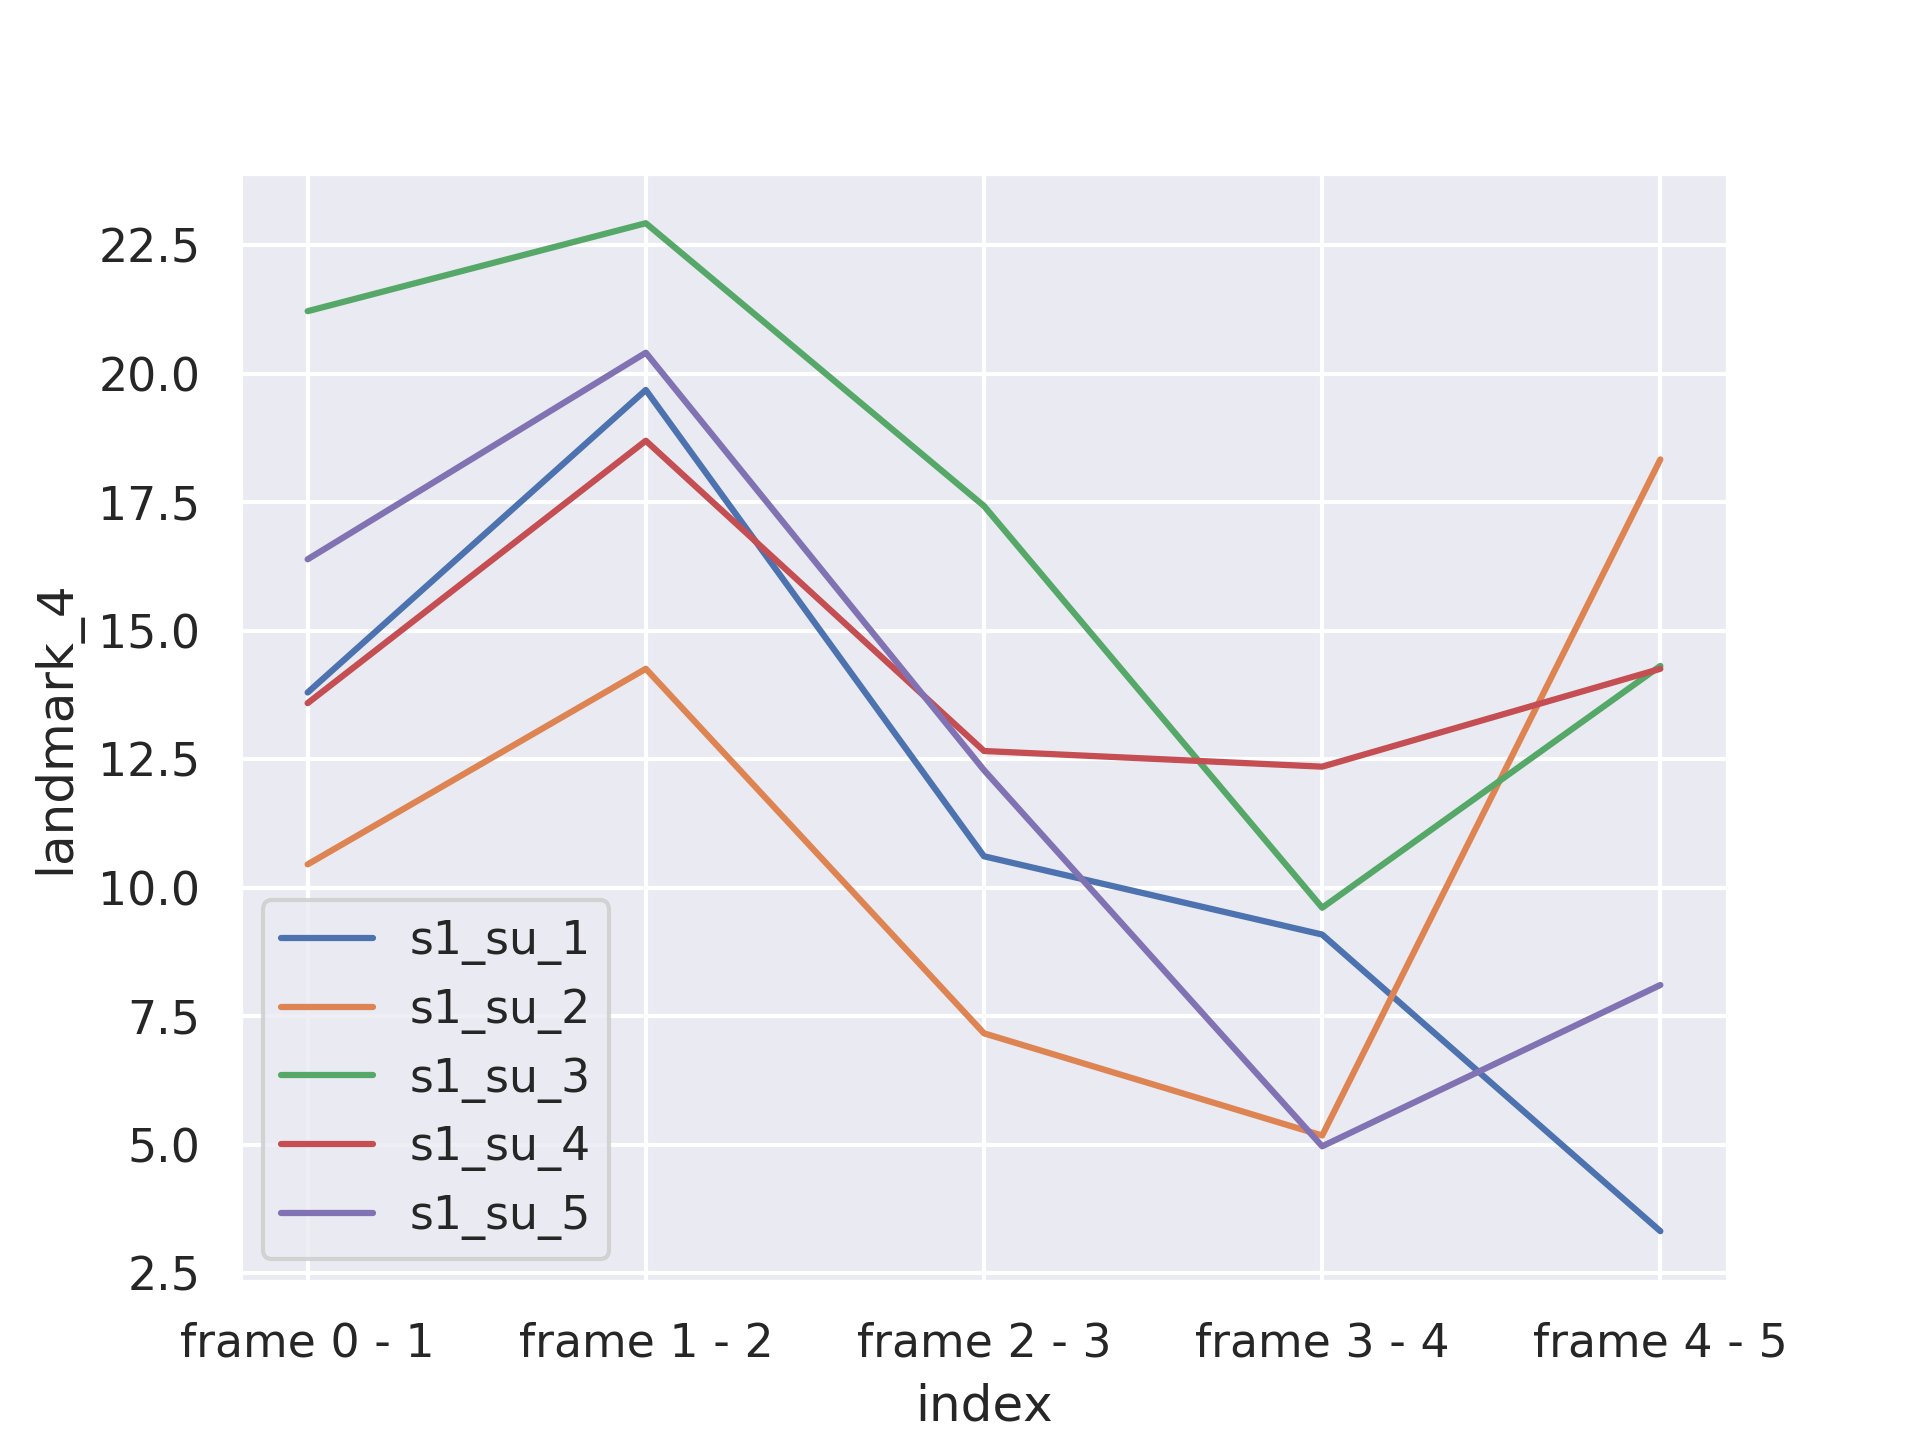 landmark_4
22.5
20.0
17.5
15.0
12.5
10.0
7.5
5.0
2.5
s1_su_1
s1_su_2
s1_su_3
s1_su_4
s1_su_5
frame 0 - 1 frame 1 - 2 frame 2 - 3 frame 3 - 4 frame 4 - 5
index